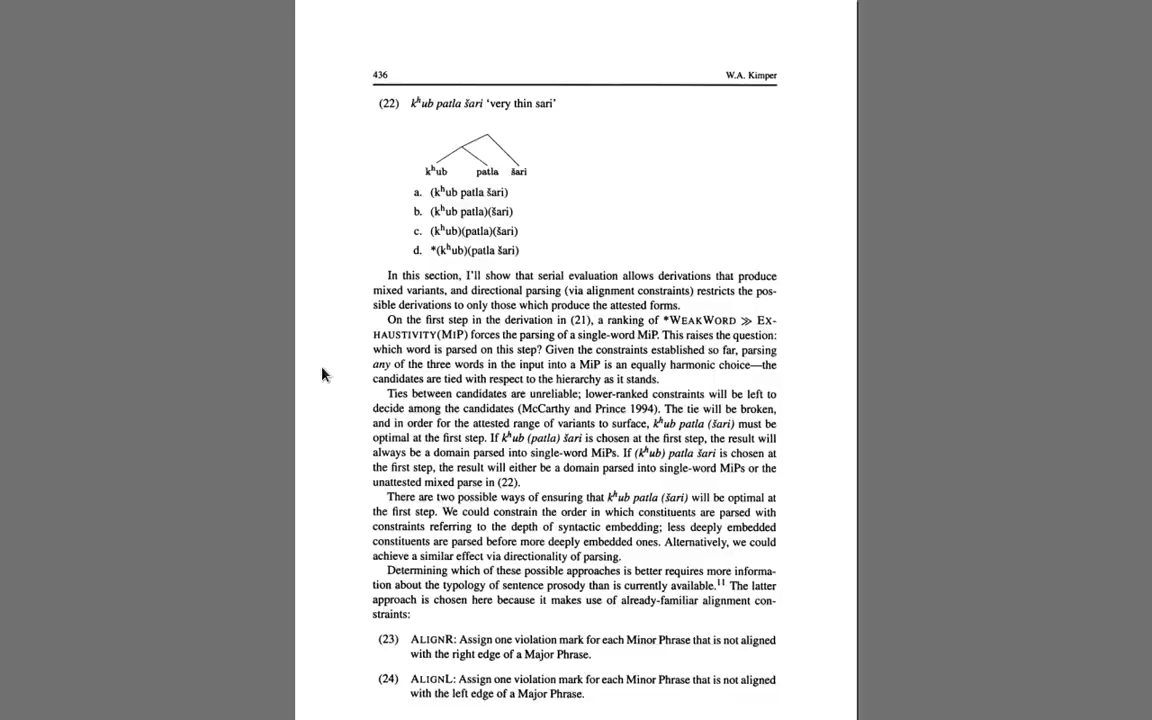 436
W.A. Kimper
(22) kʰub patla šari ‘very thin sari’
kʰub patla šari
a. (kʰub patla šari)
b. (kʰub patla)(šari)
c. (kʰub)(patla)(šari)
d. *(kʰub)(patla šari)
In this section, I’ll show that serial evaluation allows derivations that produce
mixed variants, and directional parsing (via alignment constraints) restricts the pos-
sible derivations to only those which produce the attested forms.
On the first step in the derivation in (21), a ranking of *WEAKWORD ≫ EX-
HAUSTIVITY(MIP) forces the parsing of a single-word MiP. This raises the question:
which word is parsed on this step? Given the constraints established so far, parsing
any of the three words in the input into a MiP is an equally harmonic choice—the
candidates are tied with respect to the hierarchy as it stands.
Ties between candidates are unreliable; lower-ranked constraints will be left to
decide among the candidates (McCarthy and Prince 1994). The tie will be broken,
and in order for the attested range of variants to surface, kʰub patla (šari) must be
optimal at the first step. If kʰub (patla) šari is chosen at the first step, the result will
always be a domain parsed into single-word MiPs. If (kʰub) patla šari is chosen at
the first step, the result will either be a domain parsed into single-word MiPs or the
unattested mixed parse in (22).
There are two possible ways of ensuring that kʰub patla (šari) will be optimal at
the first step. We could constrain the order in which constituents are parsed with
constraints referring to the depth of syntactic embedding; less deeply embedded
constituents are parsed before more deeply embedded ones. Alternatively, we could
achieve a similar effect via directionality of parsing.
Determining which of these possible approaches is better requires more informa-
tion about the typology of sentence prosody than is currently available.¹¹ The latter
approach is chosen here because it makes use of already-familiar alignment con-
straints:
(23) ALIGNR: Assign one violation mark for each Minor Phrase that is not aligned
with the right edge of a Major Phrase.
(24) ALIGNL: Assign one violation mark for each Minor Phrase that is not aligned
with the left edge of a Major Phrase.